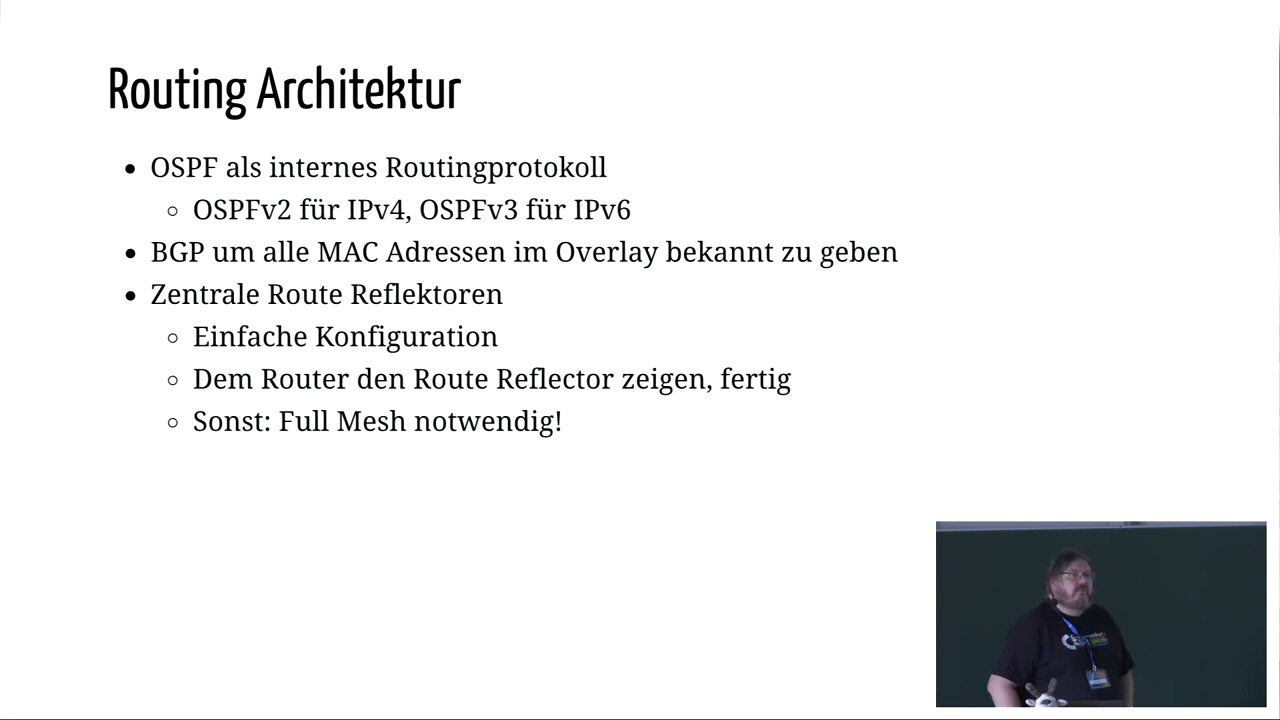 Routing Architektur
• OSPF als internes Routingprotokoll
◦ OSPFv2 für IPv4, OSPFv3 für IPv6
• BGP um alle MAC Adressen im Overlay bekannt zu geben
• Zentrale Route Reflektoren
◦ Einfache Konfiguration
◦ Dem Router den Route Reflector zeigen, fertig
◦ Sonst: Full Mesh notwendig!